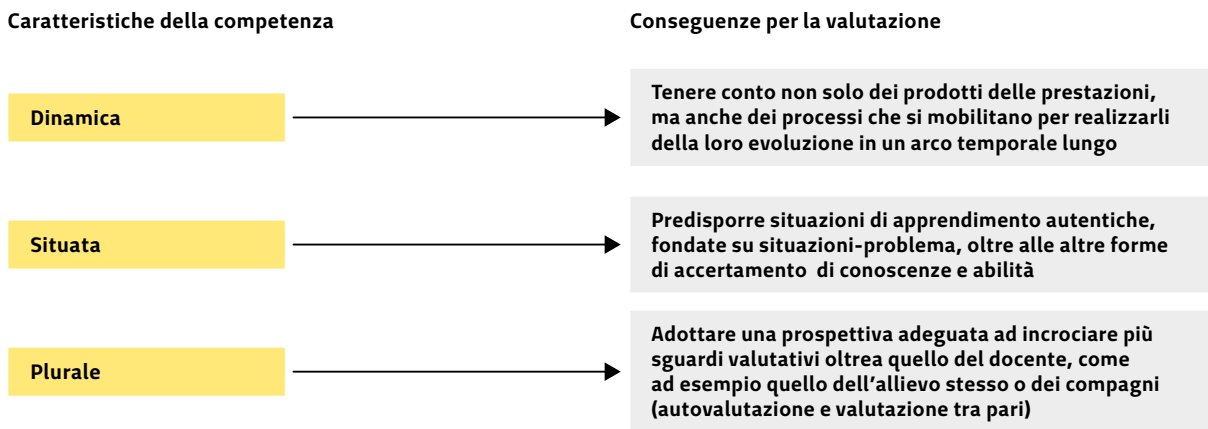 Caratteristiche della competenza
Conseguenze per la valutazione
Dinamica
Tenere conto non solo dei prodotti delle prestazioni,
ma anche dei processi che si mobilitano per realizzarli
della loro evoluzione in un arco temporale lungo
Situata
Predisporre situazioni di apprendimento autentiche,
fondate su situazioni-problema, oltre alle altre forme
di accertamento di conoscenze e abilità
Plurale
Adottare una prospettiva adeguata ad incrociare più
sguardi valutativi oltrea quello del docente, come
ad esempio quello dell'allievo stesso o dei compagni
(autovalutazione e valutazione tra pari)